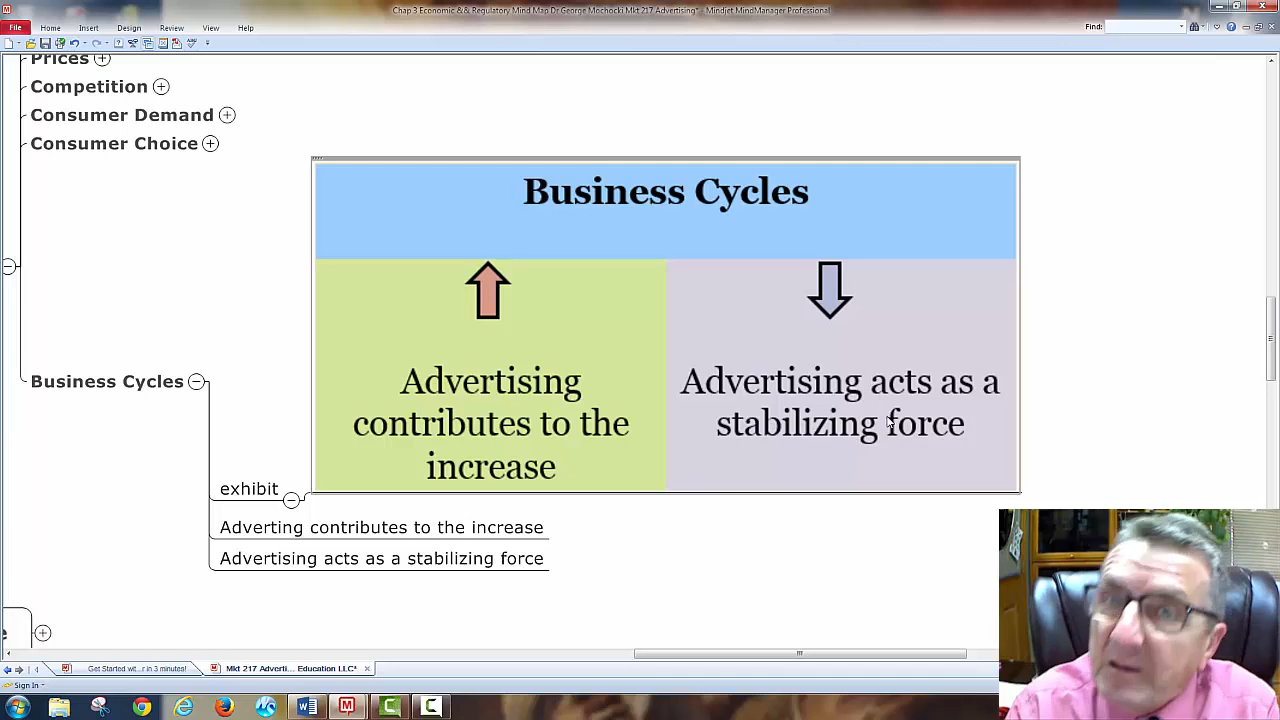 Chap 3 Economic && Regulatory Mind Map Dr George Mochocki Mkt 217 Advertising* - Mindjet MindManager Professional
File Home Insert Design Review View Help Find:
Prices
Competition
Consumer Demand
Consumer Choice
Business Cycles
Advertising
contributes to the
increase
Advertising acts as a
stabilizing force
Business Cycles
exhibit
Adverting contributes to the increase
Advertising acts as a stabilizing force
Get Started wit...r in 3 minutes!
Mkt 217 Adverti... Education LLC*
Sign In